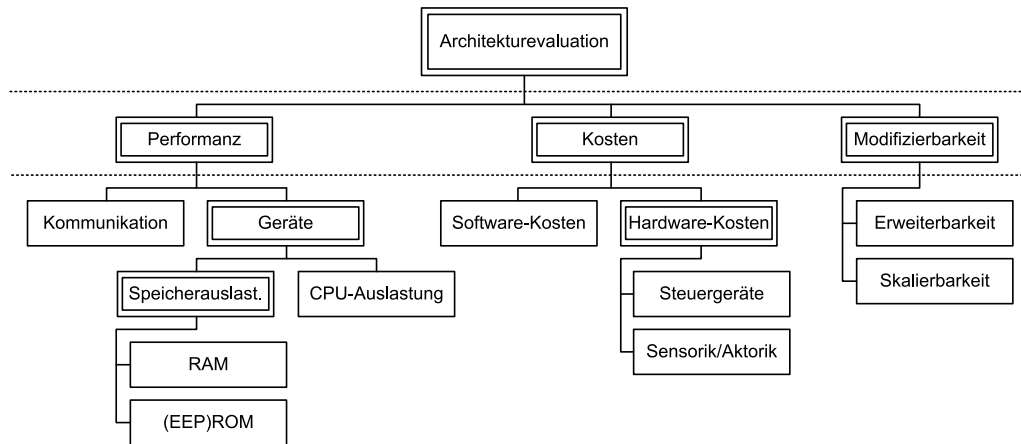 Architekturevaluation
Performanz
Kosten
Modifizierbarkeit
Kommunikation
Geräte
Software-Kosten
Hardware-Kosten
Erweiterbarkeit
Speicherauslast.
CPU-Auslastung
Steuergeräte
Skalierbarkeit
RAM
Sensorik/Aktorik
(EEP)ROM